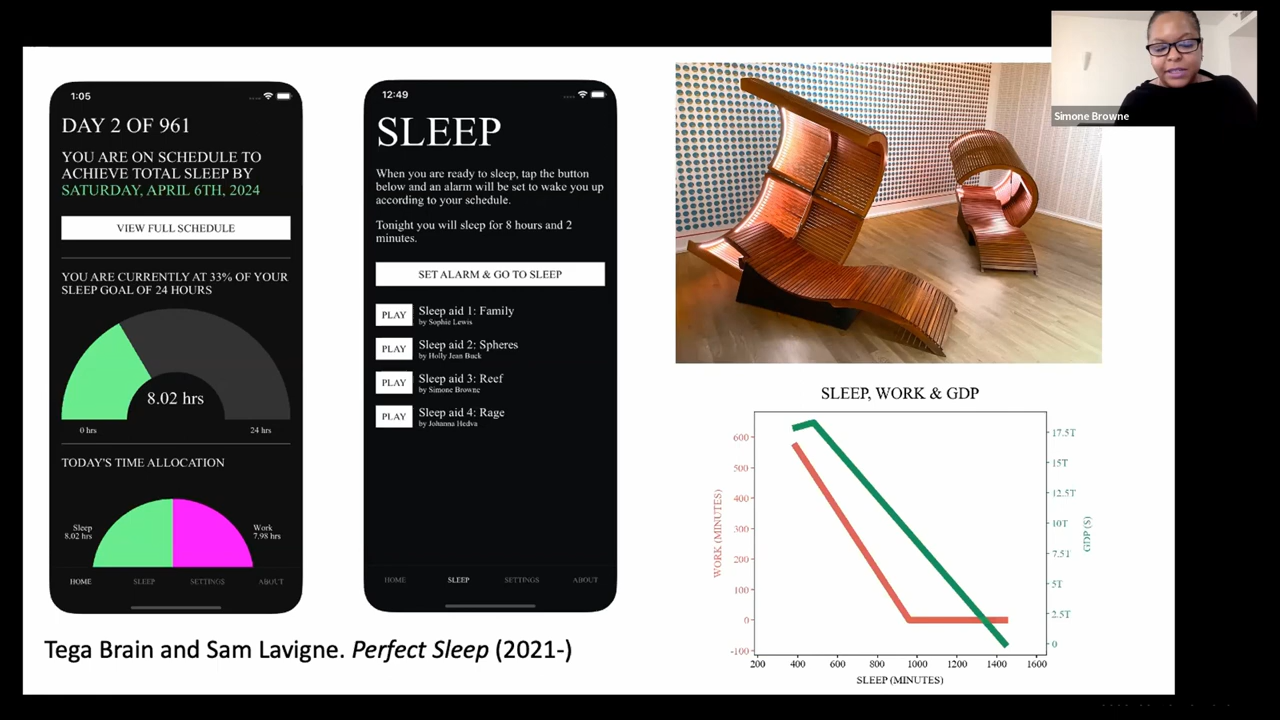 1:05
DAY 2 OF 961
YOU ARE ON SCHEDULE TO
ACHIEVE TOTAL SLEEP BY
SATURDAY, APRIL 6TH, 2024
VIEW FULL SCHEDULE
YOU ARE CURRENTLY AT 33% OF YOUR
SLEEP GOAL OF 24 HOURS
8.02 hrs
0 hrs
24 hrs
TODAY'S TIME ALLOCATION
Sleep
8.02 hrs
Work
7.98 hrs
HOME SLEEP SETTINGS ABOUT
12:49
SLEEP
When you are ready to sleep, tap the button
below and an alarm will be set to wake you up
according to your schedule.
Tonight you will sleep for 8 hours and 2
minutes.
SET ALARM & GO TO SLEEP
PLAY Sleep aid 1: Family
by Sophie Lewis
PLAY Sleep aid 2: Spheres
by Holly Jean Buck
PLAY Sleep aid 3: Reef
by Simone Browne
PLAY Sleep aid 4: Rage
by Johanna Hedva
HOME SLEEP SETTINGS ABOUT
Simone Browne
SLEEP, WORK & GDP
WORK (MINUTES)
600
500
400
300
200
100
0
-100
17.5T
15T
12.5T
10T
7.5T
5T
2.5T
0
GDP ($)
200 400 600 800 1000 1200 1400 1600
SLEEP (MINUTES)
Tega Brain and Sam Lavigne. Perfect Sleep (2021-)